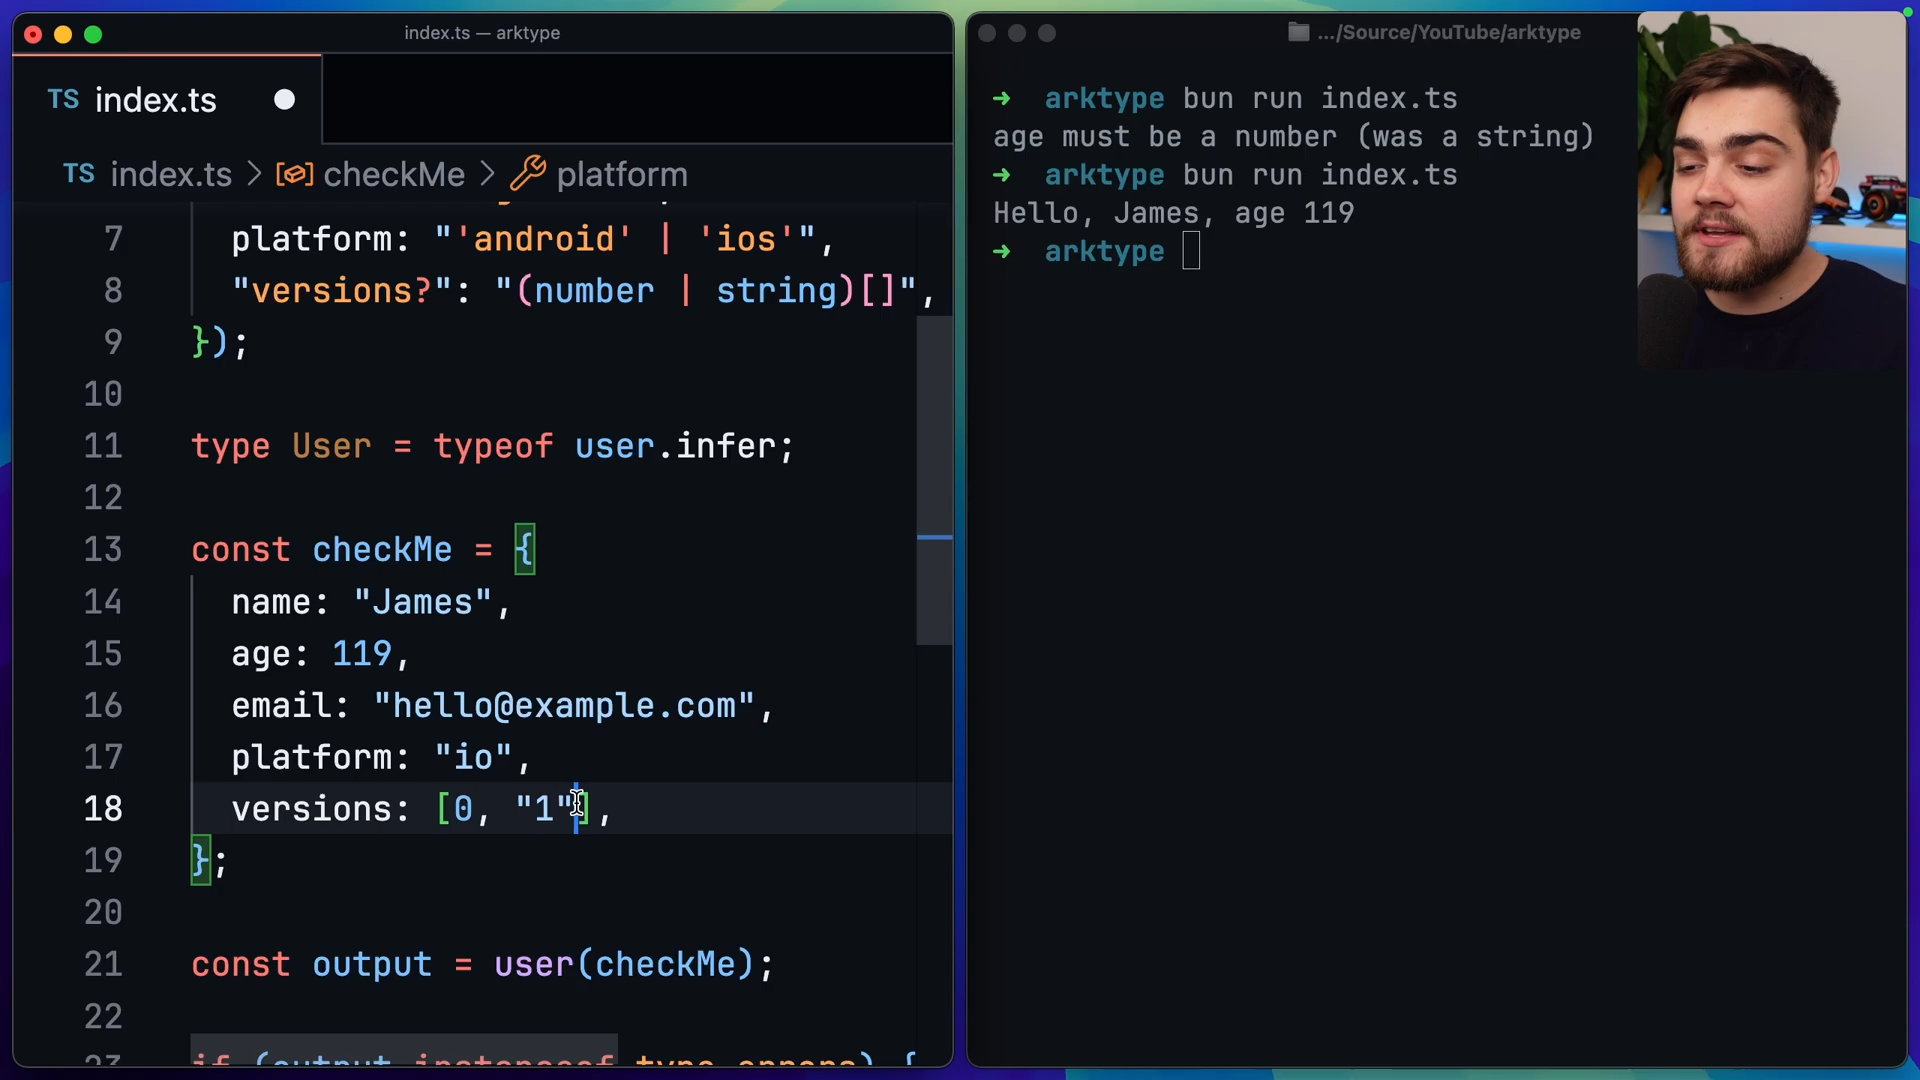 index.ts — arktype
TS index.ts
TS index.ts > checkMe > platform
7 platform: "'android' | 'ios'",
8 "versions?": "(number | string)[]",
9 });
10
11 type User = typeof user.infer;
12
13 const checkMe = {
14 name: "James",
15 age: 119,
16 email: "hello@example.com",
17 platform: "io",
18 versions: [0, "1"],
19 };
20
21 const output = user(checkMe);
22
23 if (output instanceof type.errors) {
.../Source/YouTube/arktype
➜ arktype bun run index.ts
age must be a number (was a string)
➜ arktype bun run index.ts
Hello, James, age 119
➜ arktype